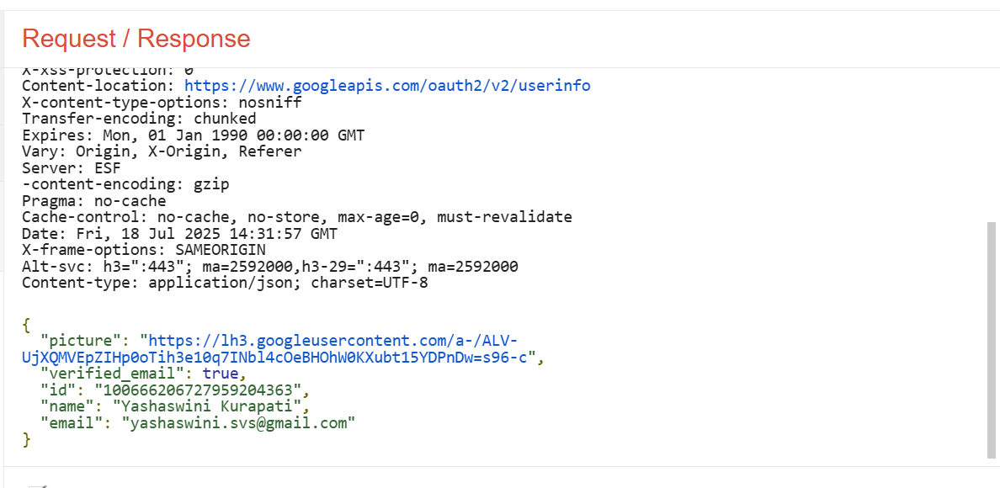 Request / Response
X-xss-protection: 0
Content-location: https://www.googleapis.com/oauth2/v2/userinfo
X-content-type-options: nosniff
Transfer-encoding: chunked
Expires: Mon, 01 Jan 1990 00:00:00 GMT
Vary: Origin, X-Origin, Referer
Server: ESF
-content-encoding: gzip
Pragma: no-cache
Cache-control: no-cache, no-store, max-age=0, must-revalidate
Date: Fri, 18 Jul 2025 14:31:57 GMT
X-frame-options: SAMEORIGIN
Alt-svc: h3=":443"; ma=2592000,h3-29=":443"; ma=2592000
Content-type: application/json; charset=UTF-8
{
"picture": "https://lh3.googleusercontent.com/a-/ALV-
UjXQMVEpZIHp0oTih3e10q7INbl4cOeBHOhW0KXubt15YDPnDw=s96-c",
"verified_email": true,
"id": "100666206727959204363",
"name": "Yashaswini Kurapati",
"email": "yashaswini.svs@gmail.com"
}